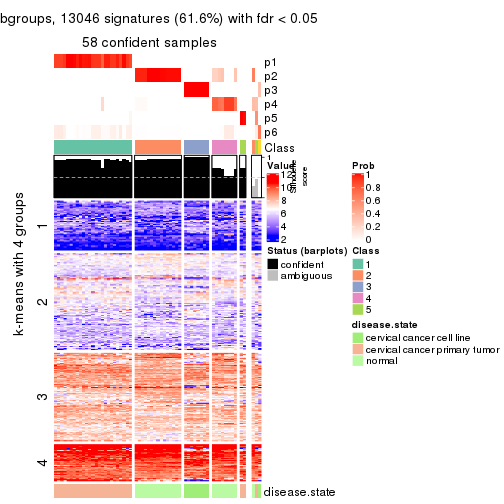 bgroups, 13046 signatures (61.6%) with fdr < 0.05
58 confident samples
p1
p2
p3
p4
p5
p6
Class
1
Silhouette
score
k-means with 4 groups
1
2
3
4
disease.state
Value
12
10
8
6
4
2
Status (barplots)
confident
ambiguous
Prob
1
0.8
0.6
0.4
0.2
0
Class
1
2
3
4
5
disease.state
cervical cancer cell line
cervical cancer primary tumor
normal